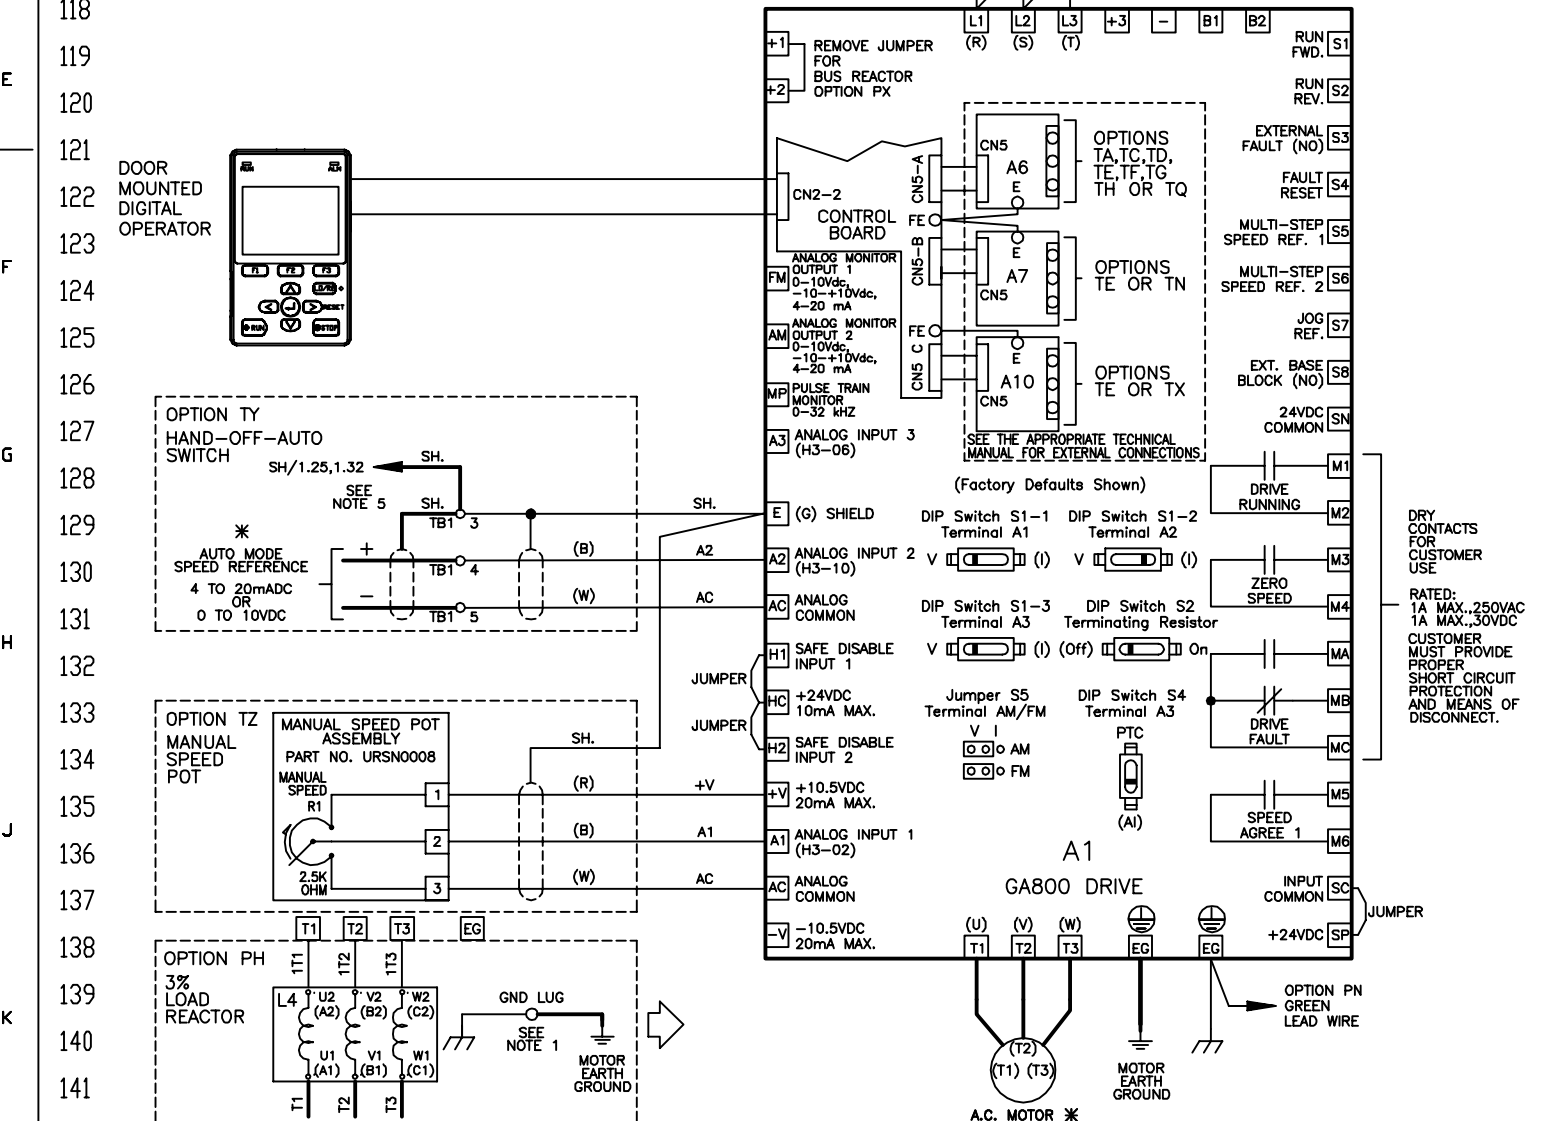 118
119
E
120
121
122
123
F
124
125
126
127
G
128
129
130
131
H
132
133
134
135
J
136
137
138
139
K
140
141
DOOR
MOUNTED
DIGITAL
OPERATOR
RUN
ALM
F1 F2 F3
LO/RE
RESET
RUN
STOP
OPTION TY
HAND-OFF-AUTO
SWITCH
SH/1.25,1.32
SH.
SEE
NOTE 5
SH.
TB1 3
SH.
*
AUTO MODE
SPEED REFERENCE
4 TO 20mADC
OR
0 TO 10VDC
+
TB1 4
(B)
A2
−
TB1 5
(W)
AC
JUMPER
JUMPER
OPTION TZ
MANUAL
SPEED
POT
MANUAL SPEED POT
ASSEMBLY
PART NO. URSN0008
MANUAL
SPEED
R1
2.5K
OHM
1
2
3
SH.
(R)
+V
(B)
A1
(W)
AC
T1 T2 T3 EG
OPTION PH
3%
LOAD
REACTOR
1T1 1T2 1T3
L4
U2 V2 W2
(A2) (B2) (C2)
U1 V1 W1
(A1) (B1) (C1)
T1 T2 T3
GND LUG
SEE
NOTE 1
MOTOR
EARTH
GROUND
L1 L2 L3 +3 − B1 B2
(R) (S) (T)
+1
+2
REMOVE JUMPER
FOR
BUS REACTOR
OPTION PX
CN2-2
CONTROL
BOARD
CN5-A
FE
CN5-B
FE
CN5 C
CN5
A6
E
OPTIONS
TA,TC,TD,
TE,TF,TG
TH OR TQ
E
A7
CN5
OPTIONS
TE OR TN
E
A10
CN5
OPTIONS
TE OR TX
SEE THE APPROPRIATE TECHNICAL
MANUAL FOR EXTERNAL CONNECTIONS
FM
ANALOG MONITOR
OUTPUT 1
0-10Vdc,
-10-+10Vdc,
4-20 mA
AM
ANALOG MONITOR
OUTPUT 2
0-10Vdc,
-10-+10Vdc,
4-20 mA
MP
PULSE TRAIN
MONITOR
0-32 kHZ
A3
ANALOG INPUT 3
(H3-06)
E
(G) SHIELD
A2
ANALOG INPUT 2
(H3-10)
AC
ANALOG
COMMON
H1
SAFE DISABLE
INPUT 1
HC
+24VDC
10mA MAX.
H2
SAFE DISABLE
INPUT 2
+V
+10.5VDC
20mA MAX.
A1
ANALOG INPUT 1
(H3-02)
AC
ANALOG
COMMON
-V
-10.5VDC
20mA MAX.
(Factory Defaults Shown)
DIP Switch S1-1
Terminal A1
V (I)
DIP Switch S1-2
Terminal A2
V (I)
DIP Switch S1-3
Terminal A3
V (I)
DIP Switch S2
Terminating Resistor
(Off) On
Jumper S5
Terminal AM/FM
V I
AM
FM
DIP Switch S4
Terminal A3
PTC
(AI)
A1
GA800 DRIVE
(U) (V) (W)
T1 T2 T3 EG EG
(T2)
(T1) (T3)
A.C. MOTOR *
MOTOR
EARTH
GROUND
OPTION PN
GREEN
LEAD WIRE
RUN
FWD.
S1
RUN
REV.
S2
EXTERNAL
FAULT (NO)
S3
FAULT
RESET
S4
MULTI-STEP
SPEED REF. 1
S5
MULTI-STEP
SPEED REF. 2
S6
JOG
REF.
S7
EXT. BASE
BLOCK (NO)
S8
24VDC
COMMON
SN
M1
DRIVE
RUNNING
M2
M3
ZERO
SPEED
M4
MA
MB
DRIVE
FAULT
MC
M5
SPEED
AGREE 1
M6
INPUT
COMMON
SC
+24VDC
SP
JUMPER
DRY
CONTACTS
FOR
CUSTOMER
USE
RATED:
1A MAX.,250VAC
1A MAX.,30VDC
CUSTOMER
MUST PROVIDE
PROPER
SHORT CIRCUIT
PROTECTION
AND MEANS OF
DISCONNECT.